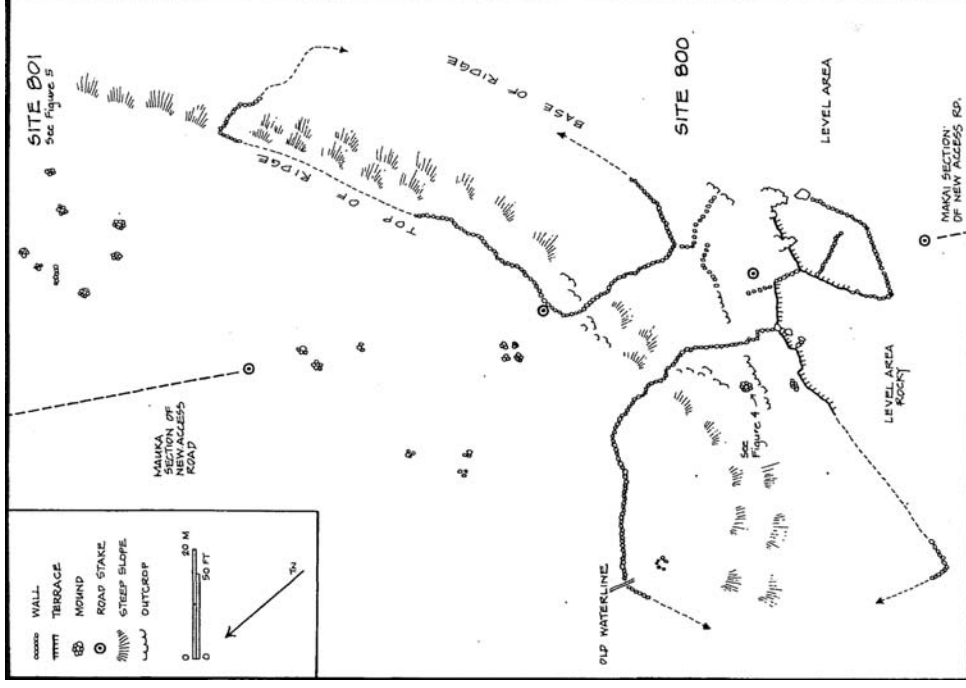 SITE 801
See Figure 5
TOP OF RIDGE
BASE OF RIDGE
SITE 800
LEVEL AREA
MAKAI SECTION
OF NEW ACCESS RD.
LEVEL AREA
ROCKY
See
Figure 4
MAUKA
SECTION OF
NEW ACCESS
ROAD
OLD WATERLINE
WALL
TERRACE
MOUND
ROAD STAKE
STEEP SLOPE
OUTCROP
0 20 M
0 50 FT
TN